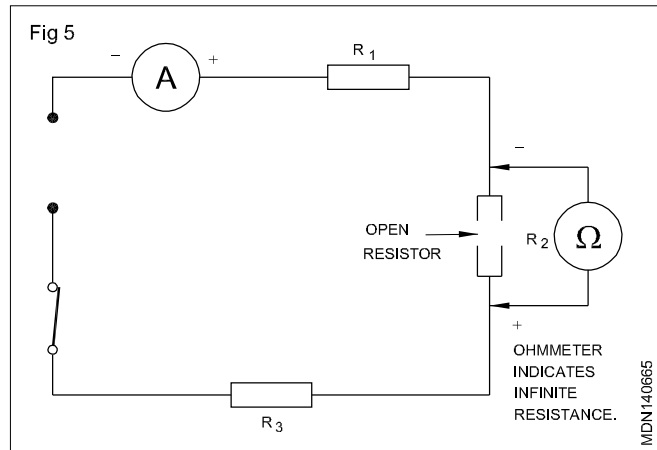 Fig 5
− A +
R1
−
OPEN
RESISTOR
R2
Ω
+
OHMMETER
INDICATES
INFINITE
RESISTANCE.
R3
MDN140665